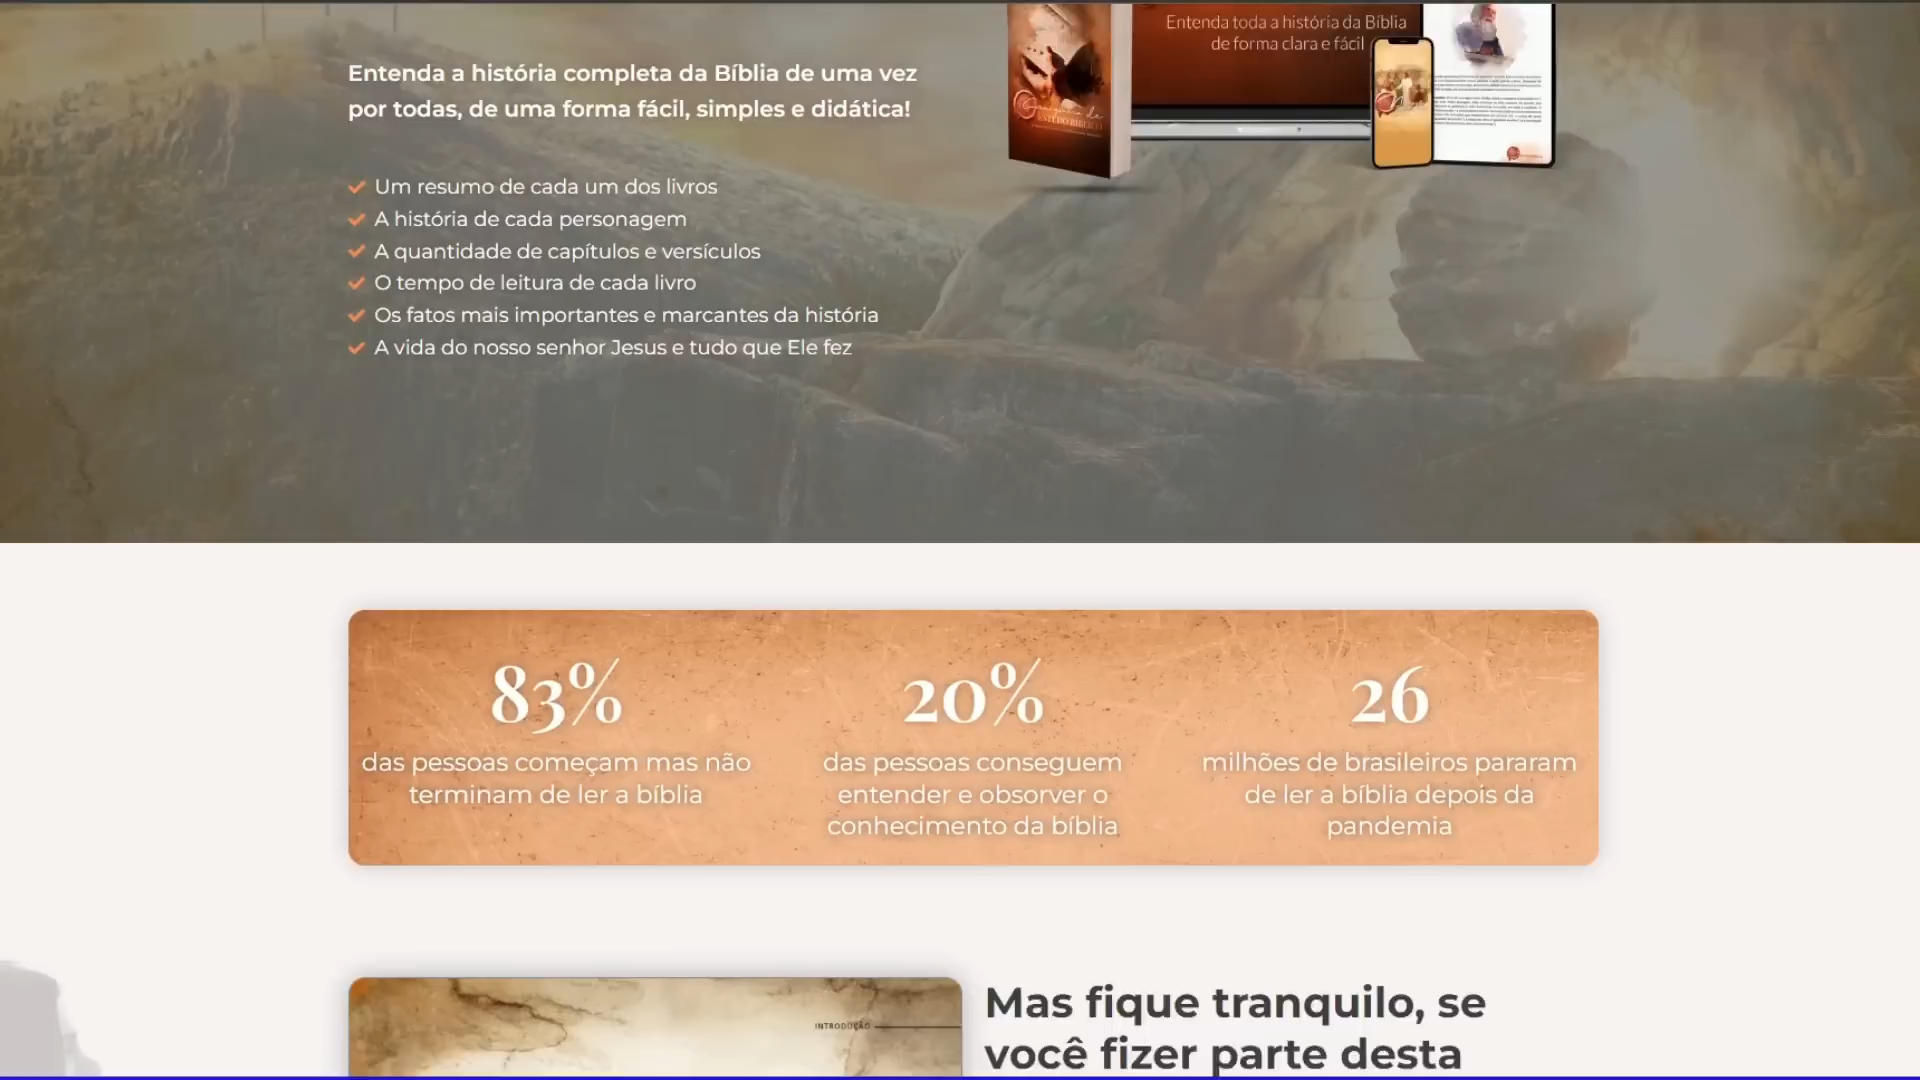 Entenda toda a história da Bíblia
de forma clara e fácil
Entenda a história completa da Bíblia de uma vez
por todas, de uma forma fácil, simples e didática!
Um resumo de cada um dos livros
A história de cada personagem
A quantidade de capítulos e versículos
O tempo de leitura de cada livro
Os fatos mais importantes e marcantes da história
A vida do nosso senhor Jesus e tudo que Ele fez
83%
das pessoas começam mas não
terminam de ler a bíblia
20%
das pessoas conseguem
entender e obsorver o
conhecimento da bíblia
26
milhões de brasileiros pararam
de ler a bíblia depois da
pandemia
INTRODUÇÃO
Mas fique tranquilo, se
você fizer parte desta